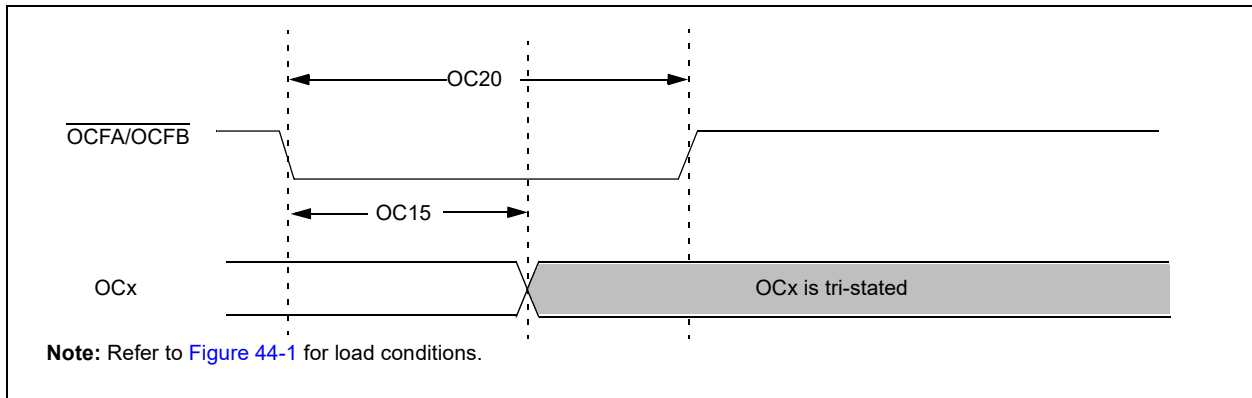 OC20
OCFA/OCFB
OC15
OCx
OCx is tri-stated
Note: Refer to Figure 44-1 for load conditions.